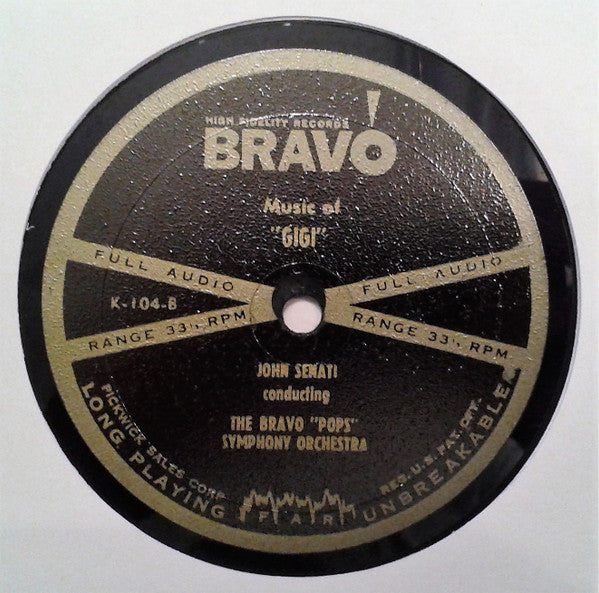 HIGH FIDELITY RECORDS
BRAVO
Music of
"GIGI"
FULL AUDIO
FULL AUDIO
K-104-B
RANGE 33⅓ RPM
RANGE 33⅓ RPM
JOHN SENATI
conducting
THE BRAVO "POPS"
SYMPHONY ORCHESTRA
PICKWICK SALES CORP.
REG. U.S. PAT. OFF.
LONG PLAYING
FAR
UNBREAKABLE